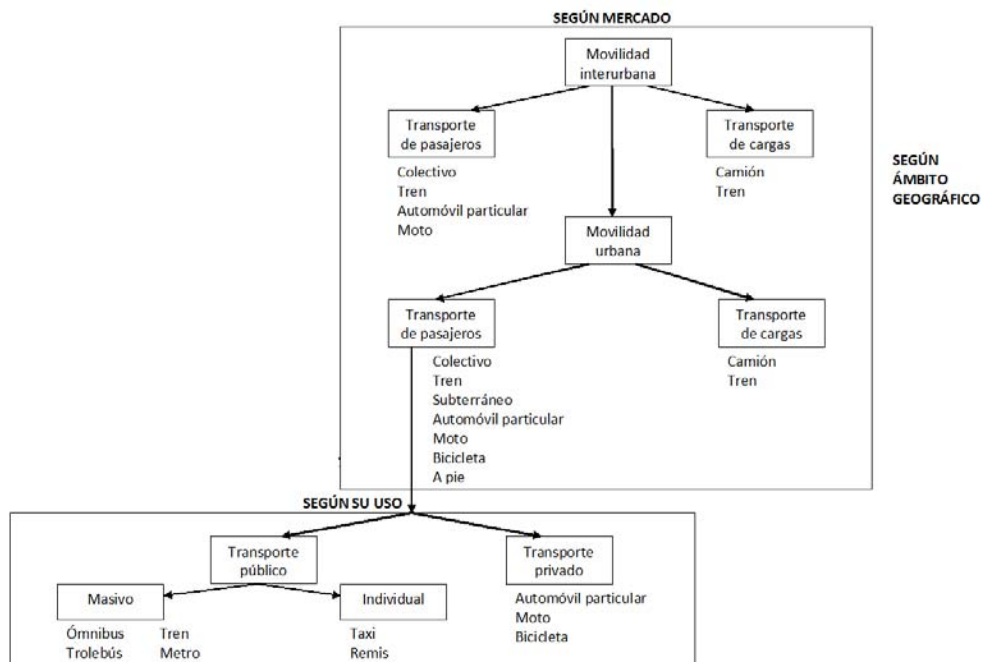 SEGÚN MERCADO
Movilidad
interurbana
Transporte
de pasajeros
Colectivo
Tren
Automóvil particular
Moto
Transporte
de cargas
Camión
Tren
SEGÚN
ÁMBITO
GEOGRÁFICO
Movilidad
urbana
Transporte
de pasajeros
Colectivo
Tren
Subterráneo
Automóvil particular
Moto
Bicicleta
A pie
Transporte
de cargas
Camión
Tren
SEGÚN SU USO
Transporte
público
Masivo
Ómnibus
Trolebús
Tren
Metro
Individual
Taxi
Remis
Transporte
privado
Automóvil particular
Moto
Bicicleta